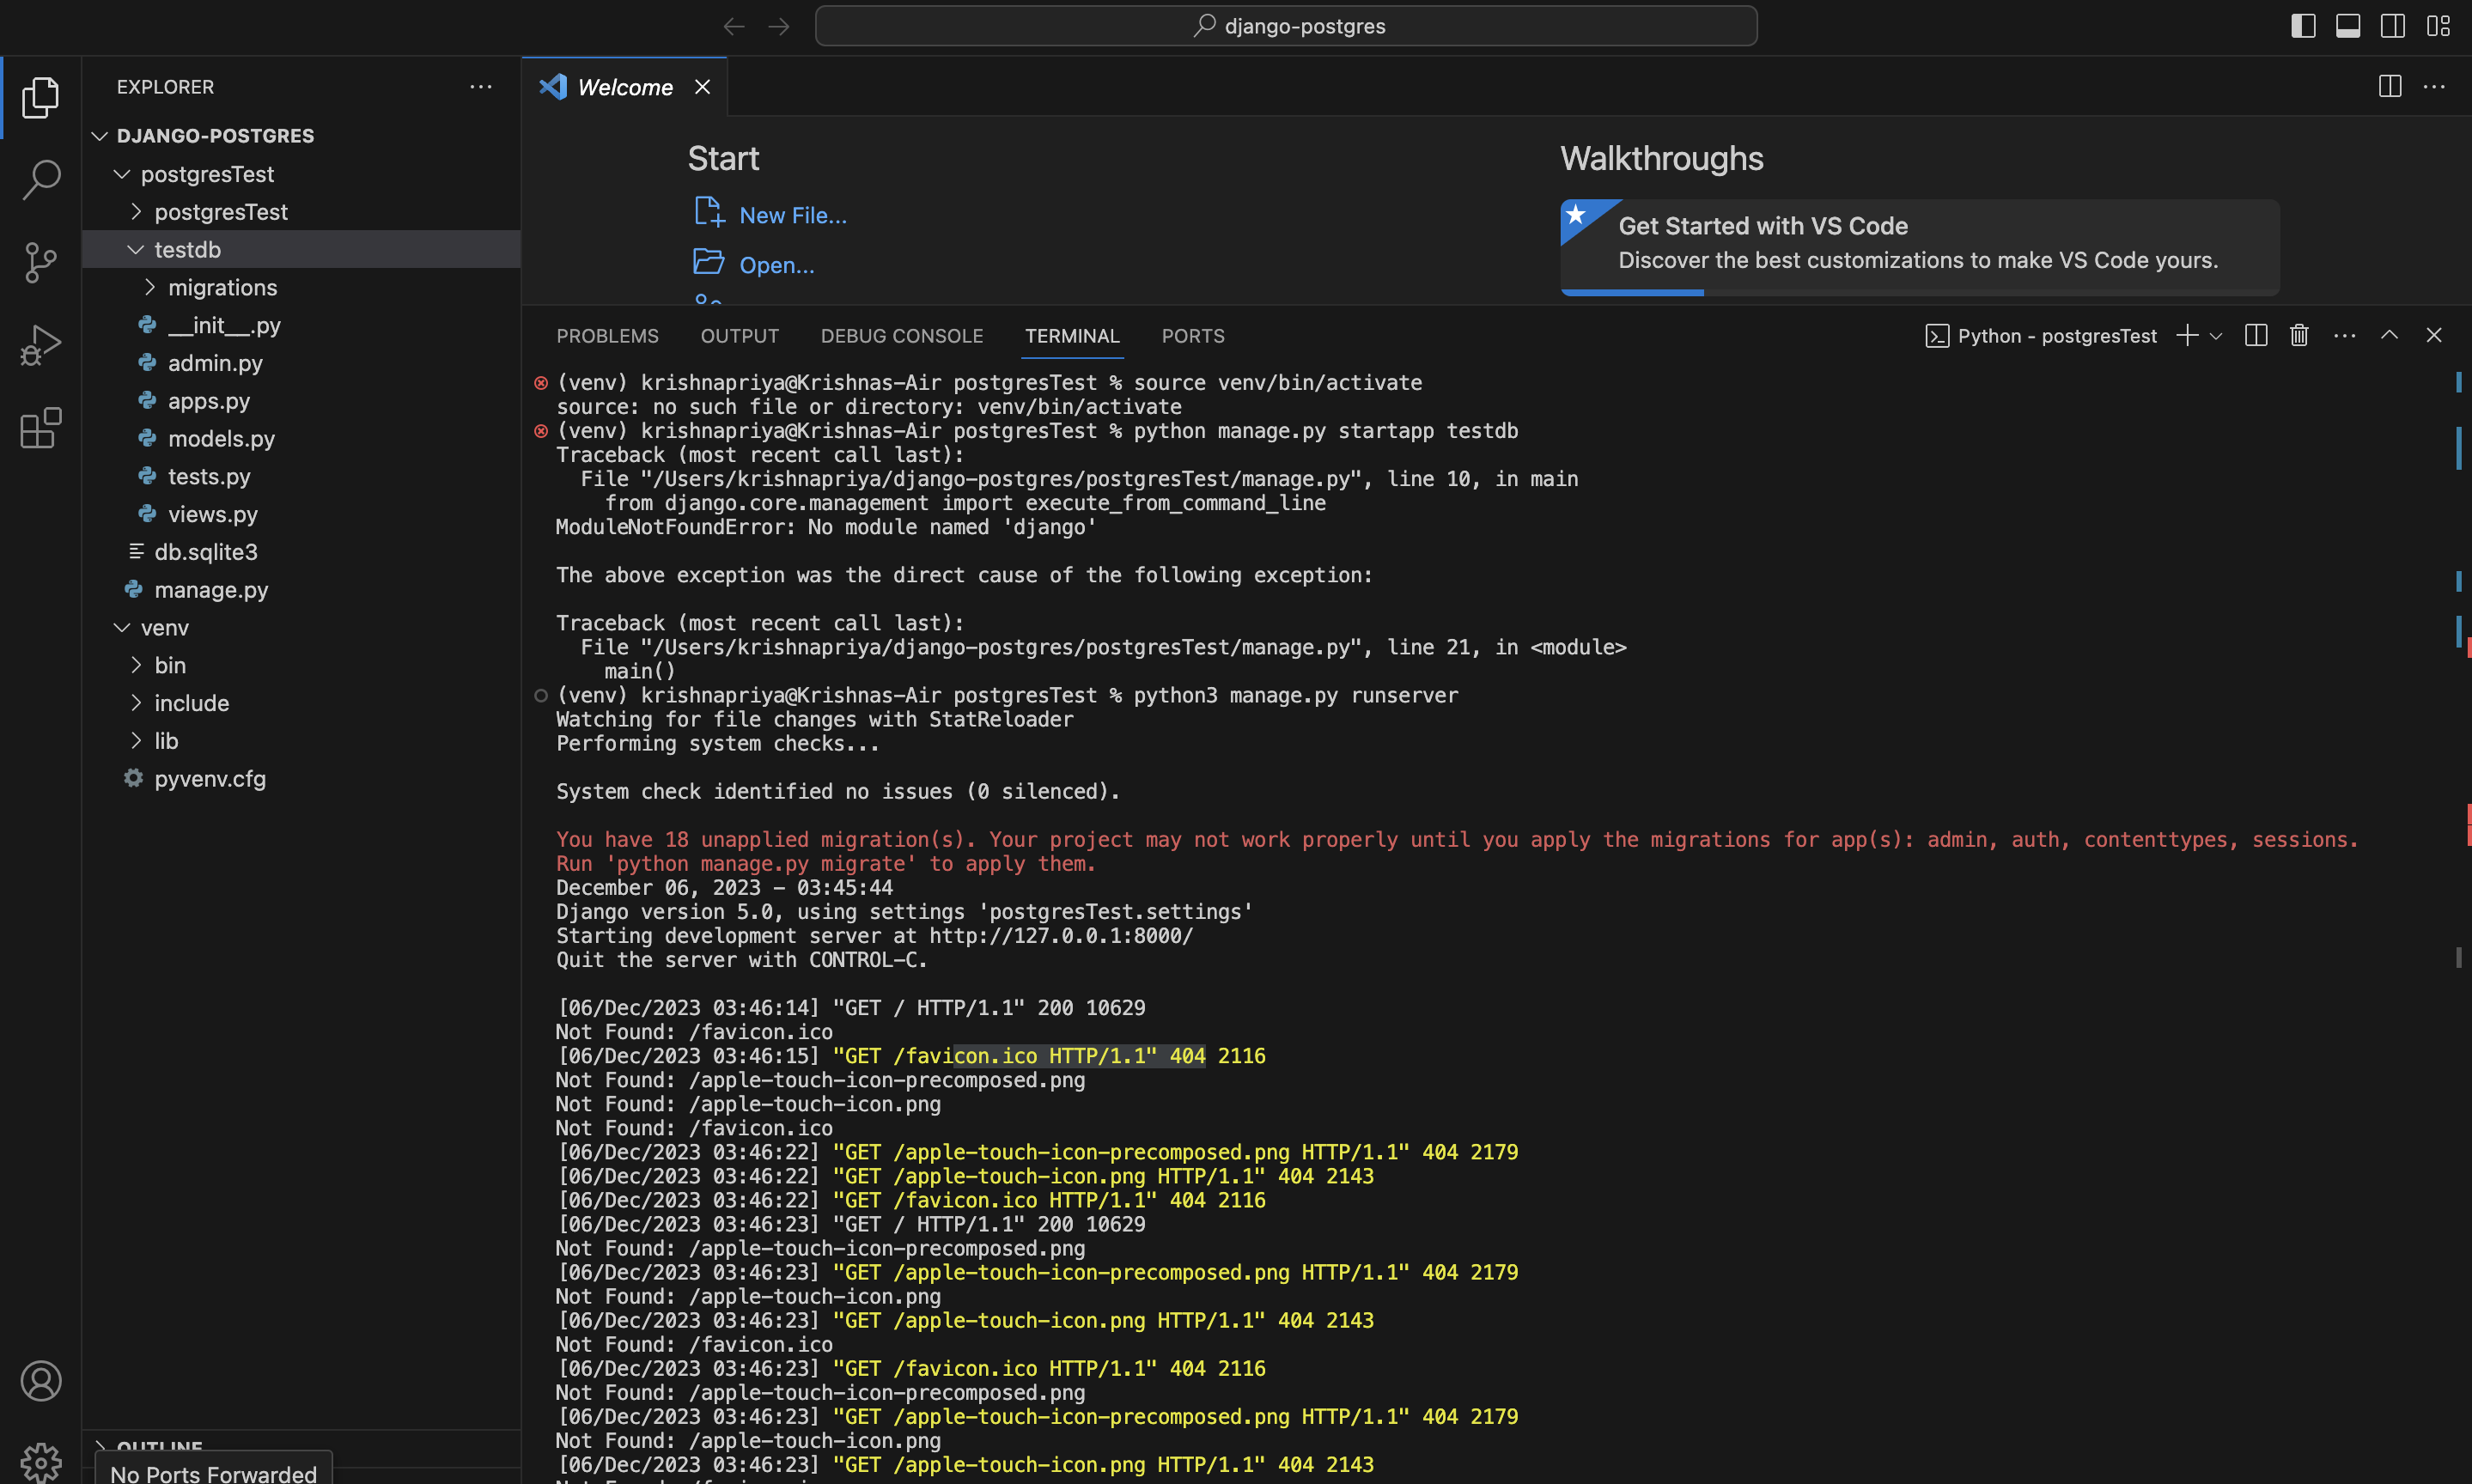 django-postgres
EXPLORER
DJANGO-POSTGRES
postgresTest
postgresTest
testdb
migrations
__init__.py
admin.py
apps.py
models.py
tests.py
views.py
db.sqlite3
manage.py
venv
bin
include
lib
pyvenv.cfg
OUTLINE
No Ports Forwarded
Welcome
Start
New File...
Open...
Walkthroughs
Get Started with VS Code
Discover the best customizations to make VS Code yours.
PROBLEMS OUTPUT DEBUG CONSOLE TERMINAL PORTS
Python - postgresTest
(venv) krishnapriya@Krishnas-Air postgresTest % source venv/bin/activate
source: no such file or directory: venv/bin/activate
(venv) krishnapriya@Krishnas-Air postgresTest % python manage.py startapp testdb
Traceback (most recent call last):
File "/Users/krishnapriya/django-postgres/postgresTest/manage.py", line 10, in main
from django.core.management import execute_from_command_line
ModuleNotFoundError: No module named 'django'
The above exception was the direct cause of the following exception:
Traceback (most recent call last):
File "/Users/krishnapriya/django-postgres/postgresTest/manage.py", line 21, in <module>
main()
(venv) krishnapriya@Krishnas-Air postgresTest % python3 manage.py runserver
Watching for file changes with StatReloader
Performing system checks...
System check identified no issues (0 silenced).
You have 18 unapplied migration(s). Your project may not work properly until you apply the migrations for app(s): admin, auth, contenttypes, sessions.
Run 'python manage.py migrate' to apply them.
December 06, 2023 - 03:45:44
Django version 5.0, using settings 'postgresTest.settings'
Starting development server at http://127.0.0.1:8000/
Quit the server with CONTROL-C.
[06/Dec/2023 03:46:14] "GET / HTTP/1.1" 200 10629
Not Found: /favicon.ico
[06/Dec/2023 03:46:15] "GET /favicon.ico HTTP/1.1" 404 2116
Not Found: /apple-touch-icon-precomposed.png
Not Found: /apple-touch-icon.png
Not Found: /favicon.ico
[06/Dec/2023 03:46:22] "GET /apple-touch-icon-precomposed.png HTTP/1.1" 404 2179
[06/Dec/2023 03:46:22] "GET /apple-touch-icon.png HTTP/1.1" 404 2143
[06/Dec/2023 03:46:22] "GET /favicon.ico HTTP/1.1" 404 2116
[06/Dec/2023 03:46:23] "GET / HTTP/1.1" 200 10629
Not Found: /apple-touch-icon-precomposed.png
[06/Dec/2023 03:46:23] "GET /apple-touch-icon-precomposed.png HTTP/1.1" 404 2179
Not Found: /apple-touch-icon.png
[06/Dec/2023 03:46:23] "GET /apple-touch-icon.png HTTP/1.1" 404 2143
Not Found: /favicon.ico
[06/Dec/2023 03:46:23] "GET /favicon.ico HTTP/1.1" 404 2116
Not Found: /apple-touch-icon-precomposed.png
[06/Dec/2023 03:46:23] "GET /apple-touch-icon-precomposed.png HTTP/1.1" 404 2179
Not Found: /apple-touch-icon.png
[06/Dec/2023 03:46:23] "GET /apple-touch-icon.png HTTP/1.1" 404 2143